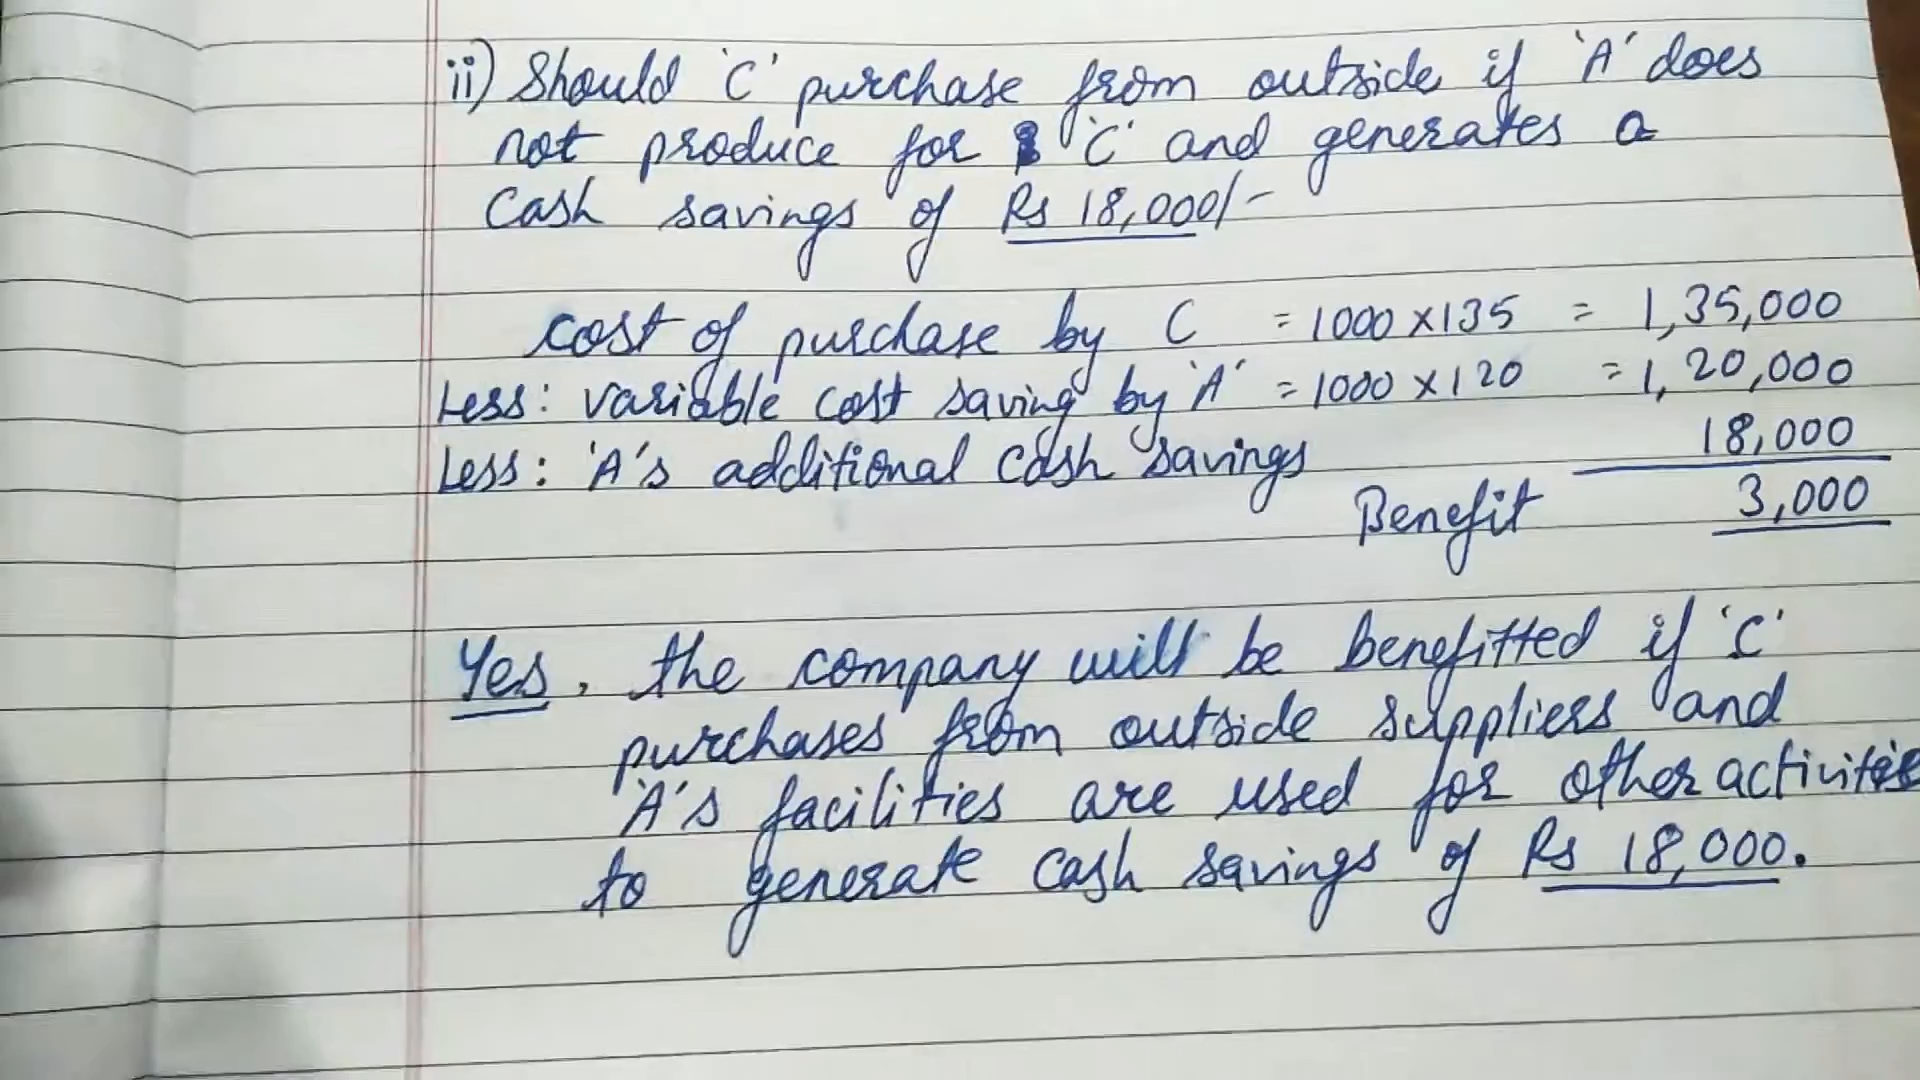 ii) Should 'C' purchase from outside if 'A' does
not produce for 'C' and generates a
cash savings of Rs 18,000/-
cost of purchase by C = 1000 x 135 = 1,35,000
Less: variable cost saving by 'A' = 1000 x 120 = 1,20,000
Less: 'A's additional cash savings 18,000
Benefit 3,000
Yes, the company will be benefitted if 'C'
purchases from outside suppliers and
'A's facilities are used for other activities
to generate cash savings of Rs 18,000.